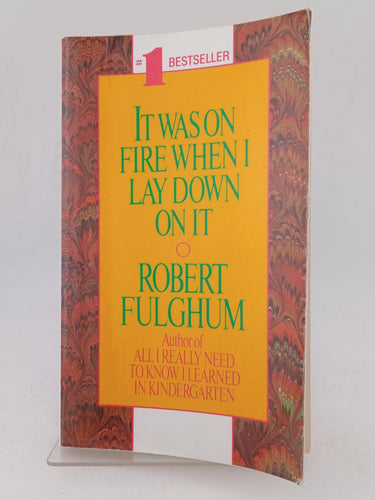 #1 BESTSELLER
IT WAS ON
FIRE WHEN I
LAY DOWN
ON IT
ROBERT
FULGHUM
Author of
ALL I REALLY NEED
TO KNOW I LEARNED
IN KINDERGARTEN